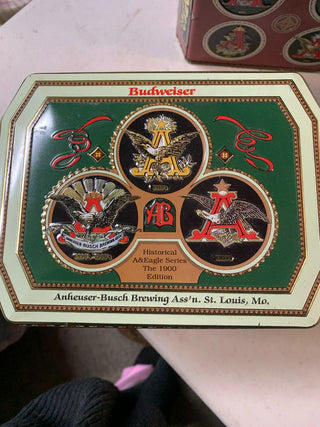 Budweiser
A
AB
A
Historical
A&Eagle Series
The 1900
Edition
Anheuser-Busch Brewing Ass'n. St. Louis, Mo.